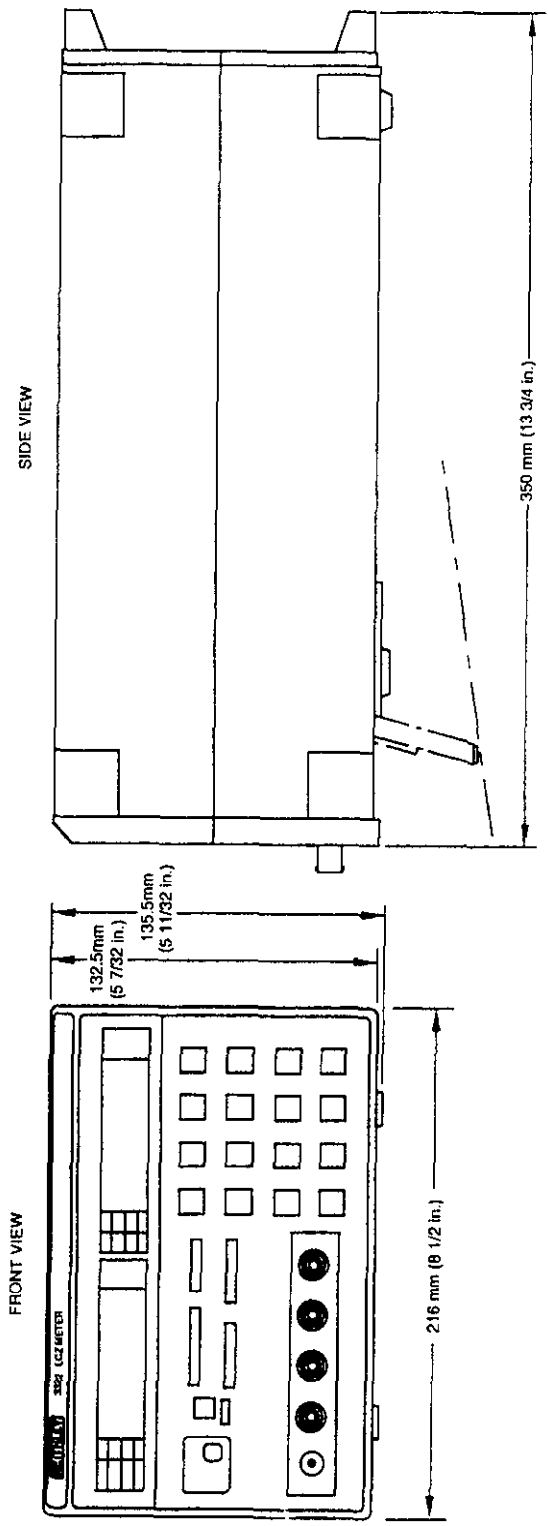 SIDE VIEW
350 mm (13 3/4 in.)
FRONT VIEW
LCZ METER
132.5mm
(5 7/32 in.)
135.5mm
(5 11/32 in.)
216 mm (8 1/2 in.)